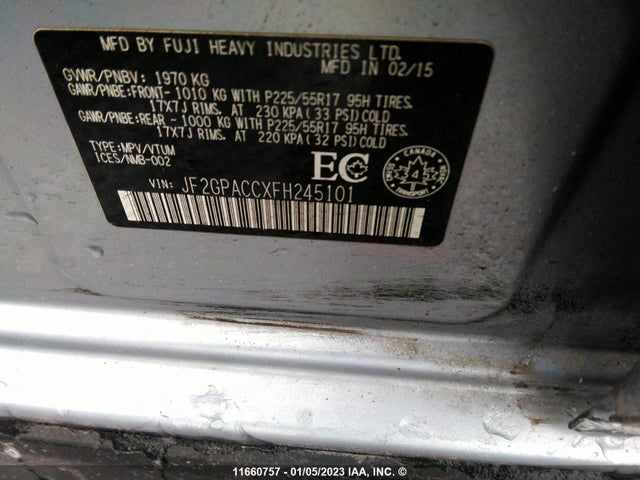 MFD BY FUJI HEAVY INDUSTRIES LTD.
MFD IN 02/15
GVWR/PNBV: 1970 KG
GAWR/PNBE:FRONT- 1010 KG WITH P225/55R17 95H TIRES.
17X7J RIMS. AT 230 KPA(33 PSI)COLD
GAWR/PNBE:REAR - 1000 KG WITH P225/55R17 95H TIRES.
17X7J RIMS. AT 220 KPA(32 PSI)COLD
TYPE:MPV/VTUM
ICES/NMB-002
EC
CANADA
4
TRANSPORT
VIN: JF2GPACCXFH245101
11660757 - 01/05/2023 IAA, INC. ©